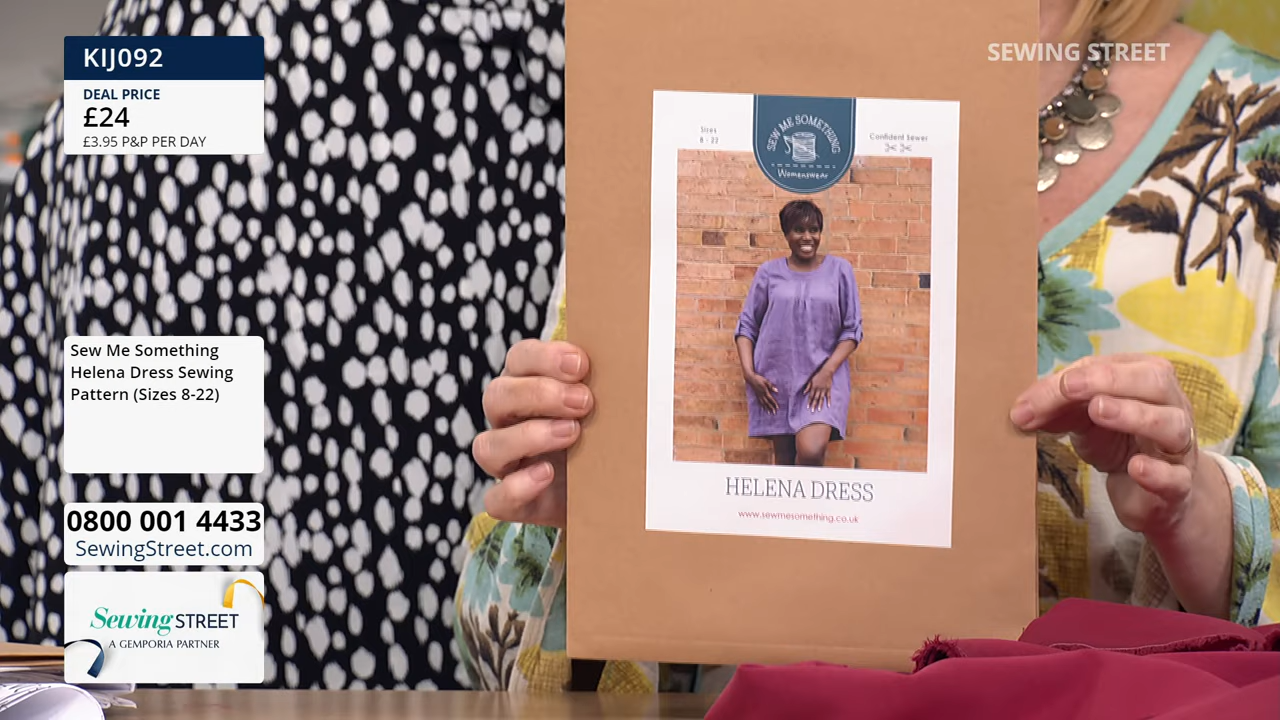 KIJ092
DEAL PRICE
£24
£3.95 P&P PER DAY
Sew Me Something
Helena Dress Sewing
Pattern (Sizes 8-22)
0800 001 4433
SewingStreet.com
Sewing STREET
A GEMPORIA PARTNER
SEWING STREET
Sizes
8 - 22
SEW ME SOMETHING
Womenswear
Confident Sewer
HELENA DRESS
www.sewmesomething.co.uk